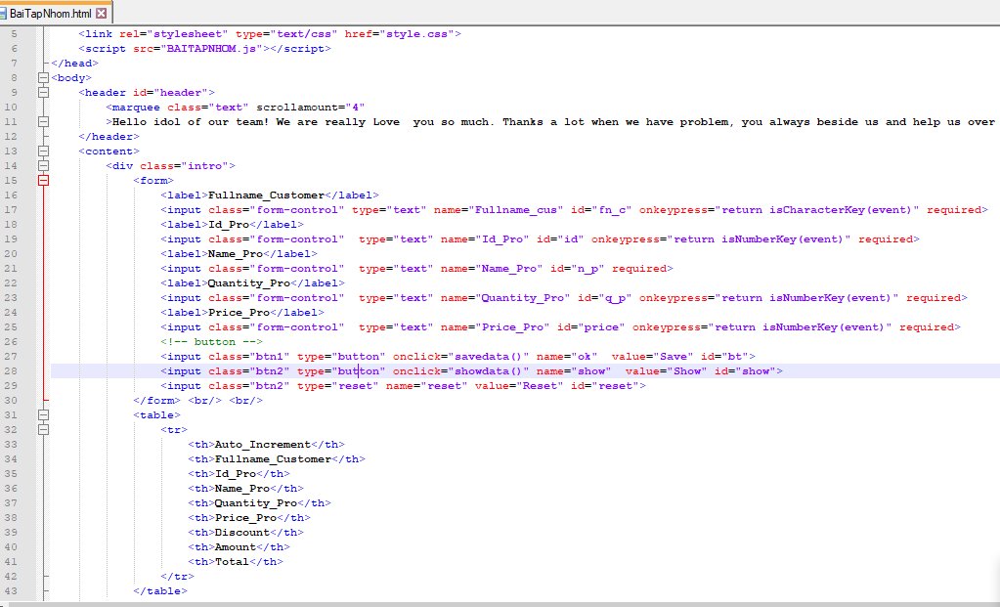 BaiTapNhom.html
5 <link rel="stylesheet" type="text/css" href="style.css">
6 <script src="BAITAPNHOM.js"></script>
7 </head>
8 <body>
9 <header id="header">
10 <marquee class="text" scrollamount="4"
11 >Hello idol of our team! We are really Love  you so much. Thanks a lot when we have problem, you always beside us and help us over
12 </header>
13 <content>
14 <div class="intro">
15 <form>
16 <label>Fullname_Customer</label>
17 <input class="form-control" type="text" name="Fullname_cus" id="fn_c" onkeypress="return isCharacterKey(event)" required>
18 <label>Id_Pro</label>
19 <input class="form-control"  type="text" name="Id_Pro" id="id" onkeypress="return isNumberKey(event)" required>
20 <label>Name_Pro</label>
21 <input class="form-control"  type="text" name="Name_Pro" id="n_p" required>
22 <label>Quantity_Pro</label>
23 <input class="form-control"  type="text" name="Quantity_Pro" id="q_p" onkeypress="return isNumberKey(event)" required>
24 <label>Price_Pro</label>
25 <input class="form-control"  type="text" name="Price_Pro" id="price" onkeypress="return isNumberKey(event)" required>
26 <!-- button -->
27 <input class="btn1" type="button" onclick="savedata()" name="ok"  value="Save" id="bt">
28 <input class="btn2" type="button" onclick="showdata()" name="show"  value="Show" id="show">
29 <input class="btn2" type="reset" name="reset" value="Reset" id="reset">
30 </form> <br/> <br/>
31 <table>
32 <tr>
33 <th>Auto_Increment</th>
34 <th>Fullname_Customer</th>
35 <th>Id_Pro</th>
36 <th>Name_Pro</th>
37 <th>Quantity_Pro</th>
38 <th>Price_Pro</th>
39 <th>Discount</th>
40 <th>Amount</th>
41 <th>Total</th>
42 </tr>
43 </table>